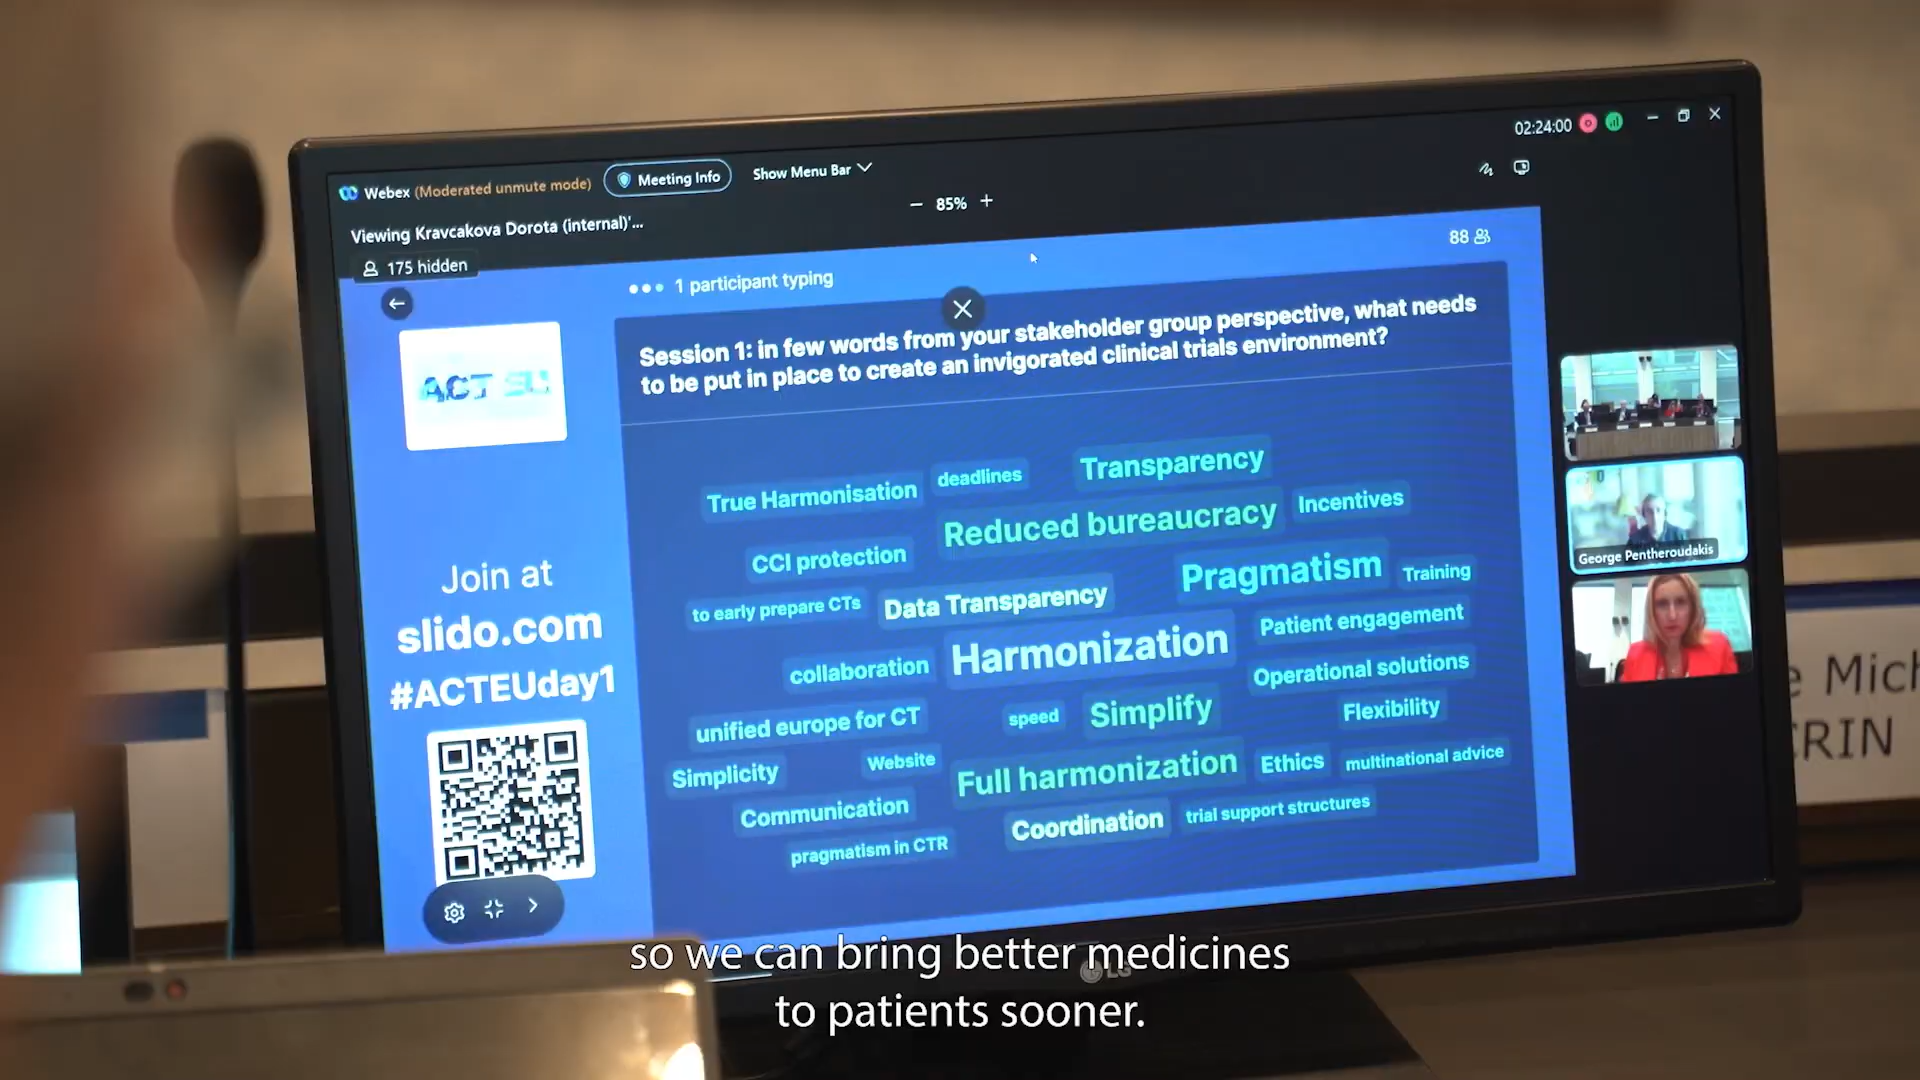 02:24:00
Webex (Moderated unmute mode)
Meeting Info
Show Menu Bar
85%
Viewing Kravcakova Dorota (internal)'...
175 hidden
88
1 participant typing
ACT EU
Session 1: in few words from your stakeholder group perspective, what needs
to be put in place to create an invigorated clinical trials environment?
Join at
slido.com
#ACTEUday1
True Harmonisation
deadlines
Transparency
Reduced bureaucracy
Incentives
CCI protection
Pragmatism
Training
to early prepare CTs
Data Transparency
Patient engagement
Harmonization
collaboration
Operational solutions
unified europe for CT
speed
Simplify
Flexibility
Simplicity
Website
Full harmonization
Ethics
multinational advice
Communication
Coordination
trial support structures
pragmatism in CTR
George Pentheroudakis
LG
so we can bring better medicines
to patients sooner.